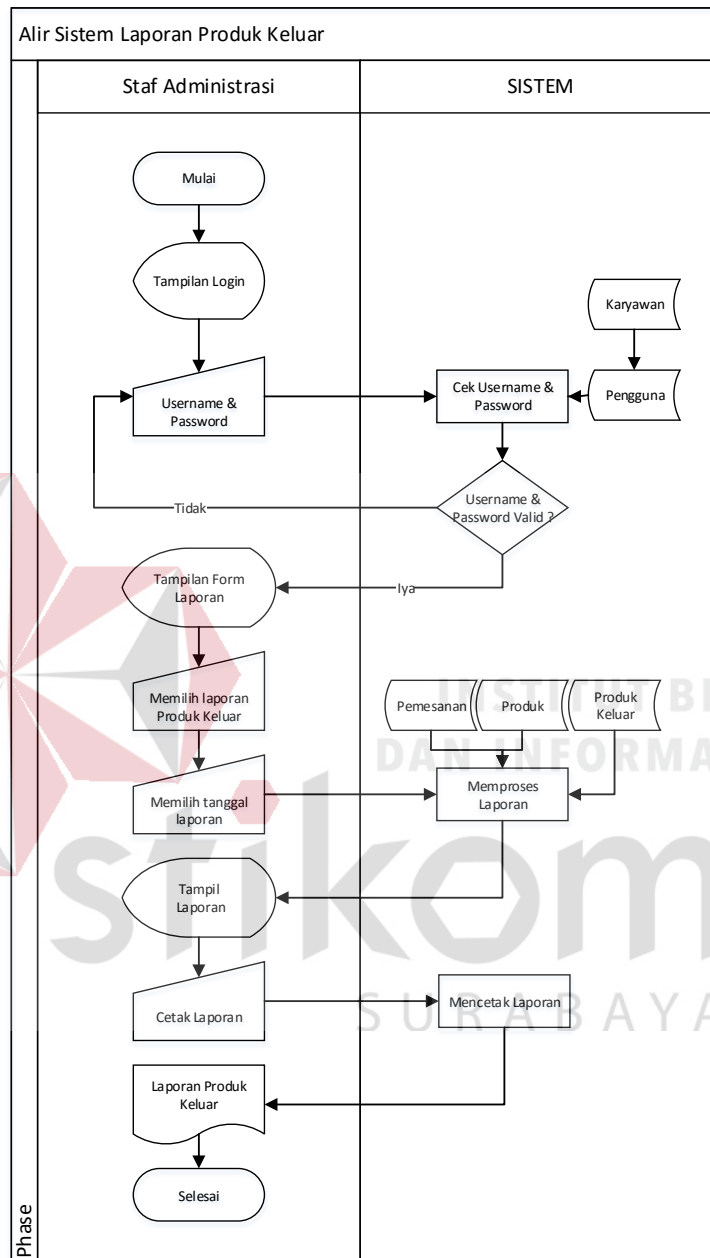 Alir Sistem Laporan Produk Keluar
Staf Administrasi
SISTEM
Mulai
Tampilan Login
Karyawan
Username &
Password
Cek Username &
Password
Pengguna
Username &
Password Valid ?
Tidak
Iya
Tampilan Form
Laporan
Memilih laporan
Produk Keluar
Pemesanan
Produk
Produk
Keluar
INSTITUT BI
DAN INFORMA
Memilih tanggal
laporan
Memproses
Laporan
stikom
Tampil
Laporan
Cetak Laporan
Mencetak Laporan
SURABAYA
Laporan Produk
Keluar
Selesai
Phase